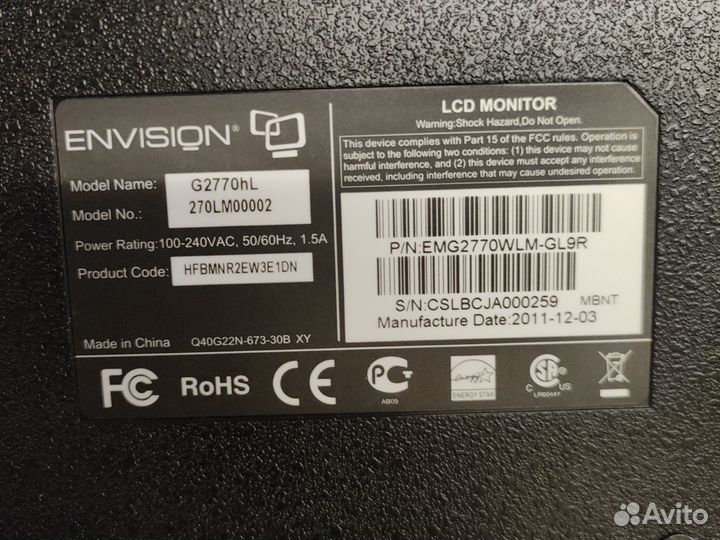 ENVISION®
Model Name: G2770hL
Model No.: 270LM00002
Power Rating:100-240VAC, 50/60Hz, 1.5A
Product Code: HFBMNR2EW3E1DN
Made in China Q40G22N-673-30B XY
LCD MONITOR
Warning:Shock Hazard,Do Not Open.
This device complies with Part 15 of the FCC rules. Operation is
subject to the following two conditions: (1) this device may not cause
harmful interference, and (2) this device must accept any interference
received, including interference that may cause undesired operation.
P/N:EMG2770WLM-GL9R
S/N:CSLBCJA000259 MBNT
Manufacture Date:2011-12-03
FC RoHS CE
PC
AB09
energy
ENERGY STAR
C SA US
LR60441
Avito